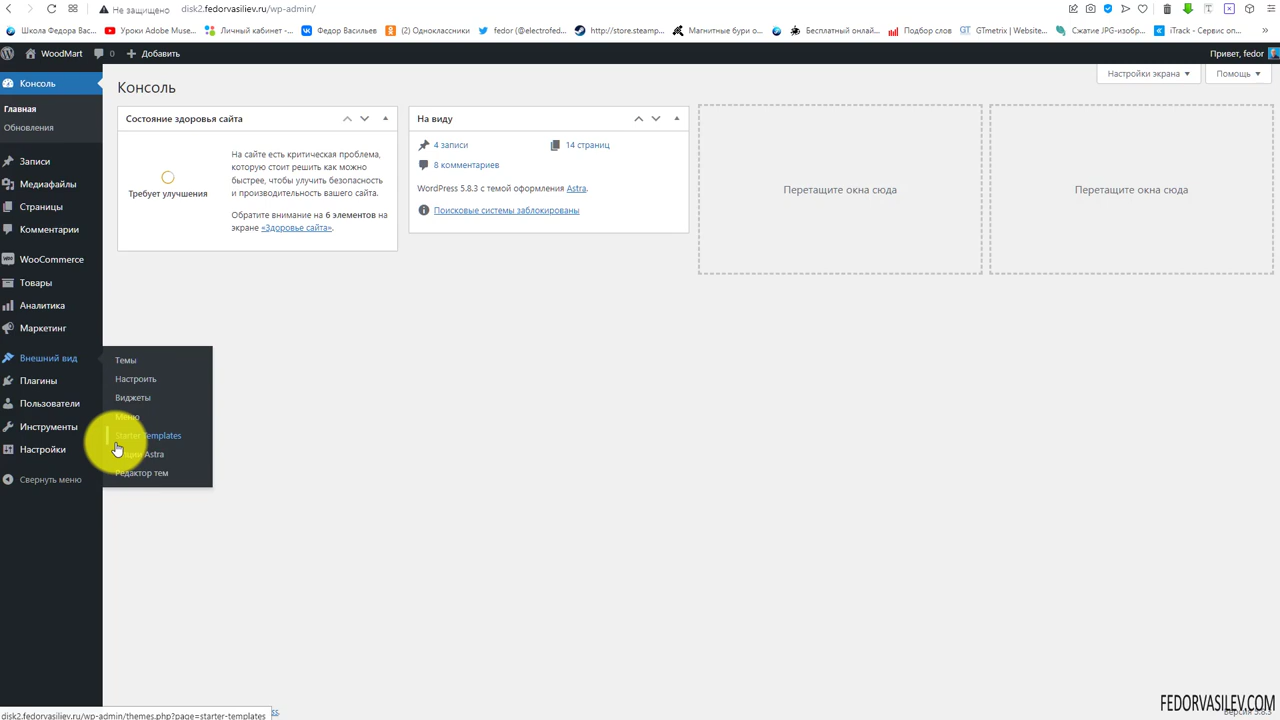 Не защищено
disk2.fedorvasiliev.ru/wp-admin/
Школа Федора Вас...
Уроки Adobe Muse...
Личный кабинет -...
Федор Васильев
(2) Одноклассники
fedor (@electrofed...
http://store.steamp...
Магнитные бури о...
Бесплатный онлай...
Подбор слов
GTmetrix | Website...
Сжатие JPG-изобр...
iTrack - Сервис оп...
WoodMart
0
Добавить
Привет, fedor
Консоль
Главная
Обновления
Записи
Медиафайлы
Страницы
Комментарии
WooCommerce
Товары
Аналитика
Маркетинг
Внешний вид
Плагины
Пользователи
Инструменты
Настройки
Свернуть меню
Темы
Настроить
Виджеты
Меню
Starter Templates
Astra
Редактор тем
Настройки экрана
Помощь
Консоль
Состояние здоровья сайта
Требует улучшения
На сайте есть критическая проблема,
которую стоит решить как можно
быстрее, чтобы улучшить безопасность
и производительность вашего сайта.
Обратите внимание на 6 элементов на
экране «Здоровье сайта».
На виду
4 записи
14 страниц
8 комментариев
WordPress 5.8.3 с темой оформления Astra.
Поисковые системы заблокированы
Перетащите окна сюда
Перетащите окна сюда
disk2.fedorvasiliev.ru/wp-admin/themes.php?page=starter-templates
FEDORVASILEV.COM
Версия 5.8.3